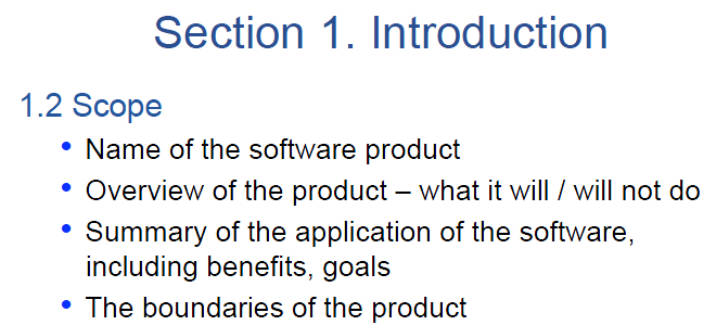 Section 1. Introduction
1.2 Scope
• Name of the software product
• Overview of the product – what it will / will not do
• Summary of the application of the software,
including benefits, goals
• The boundaries of the product